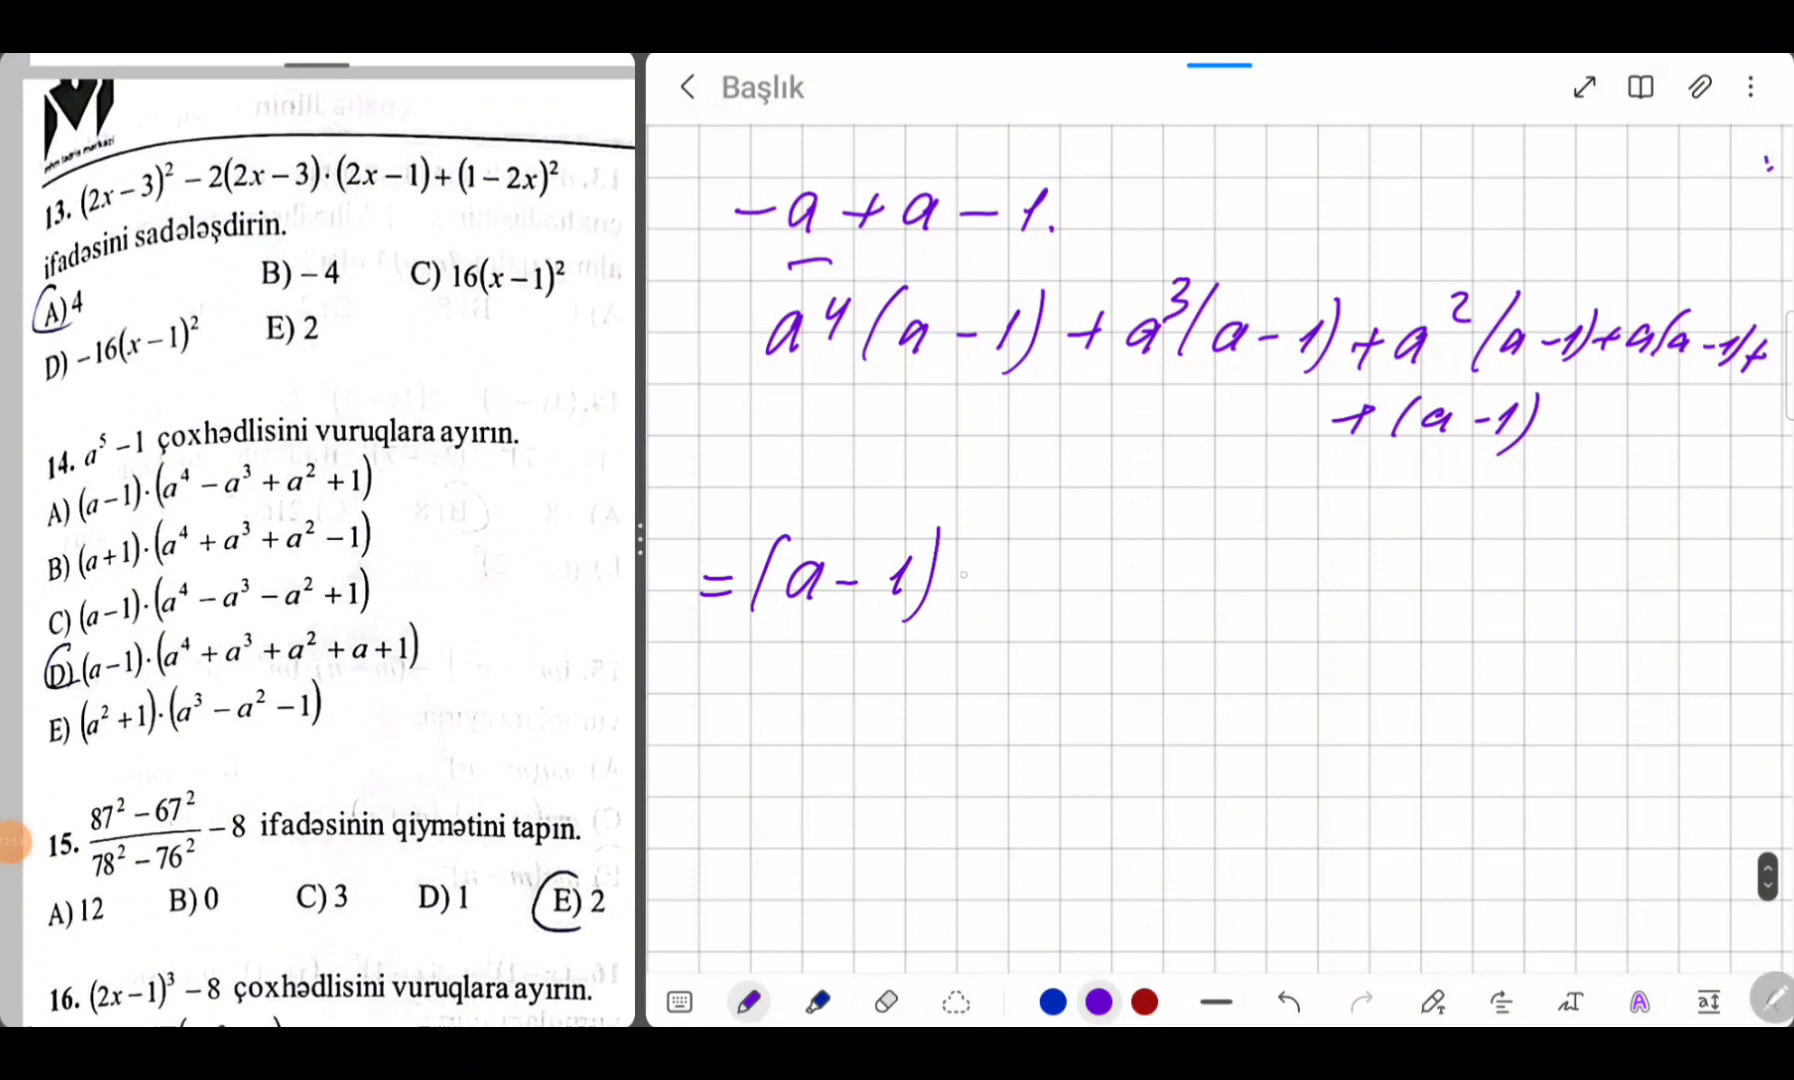 13. (2x – 3)² – 2(2x – 3)·(2x – 1) + (1 – 2x)²
ifadəsini sadələşdirin.
A) 4 B) – 4 C) 16(x – 1)²
D) – 16(x – 1)² E) 2
14. a⁵ – 1 çoxhədlisini vuruqlara ayırın.
A) (a – 1)·(a⁴ – a³ + a² + 1)
B) (a + 1)·(a⁴ + a³ + a² – 1)
C) (a – 1)·(a⁴ – a³ – a² + 1)
D) (a – 1)·(a⁴ + a³ + a² + a + 1)
E) (a² + 1)·(a³ – a² – 1)
15. (87² – 67²)/(78² – 76²) – 8 ifadəsinin qiymətini tapın.
A) 12 B) 0 C) 3 D) 1 E) 2
16. (2x – 1)³ – 8 çoxhədlisini vuruqlara ayırın.
Başlık
– a + a – 1.
a⁴(a – 1) + a³(a – 1) + a²(a – 1) + a(a – 1) +
+ (a – 1)
= (a – 1)